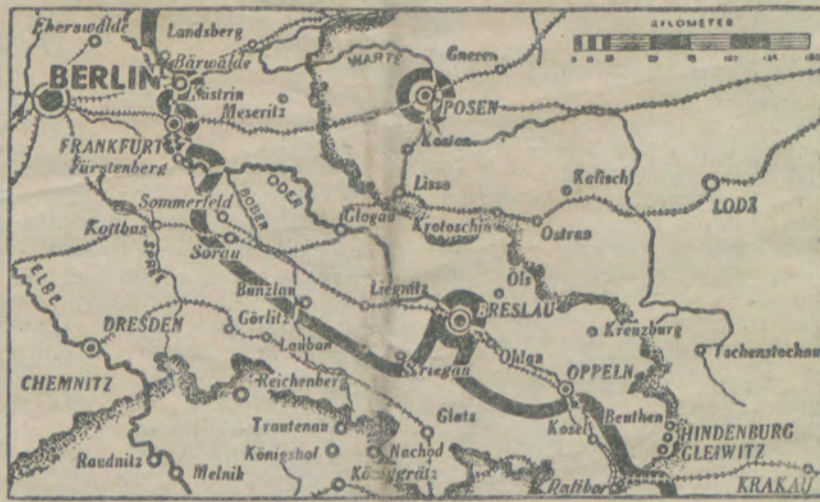 Eberswalde
Landsberg
KILOMETER
Bärwalde
WARTE
Gnesen
BERLIN
Küstrin
Meseritz
POSEN
FRANKFURT
Fürstenberg
Kosten
Sommerfeld
BOBER
ODER
Lissa
Kalisch
LODZ
Kottbus
SPREE
Glogau
Krotoschin
Ostrau
Sorau
ELBE
Bunzlau
Liegnitz
Öls
BRESLAU
DRESDEN
Görlitz
Kreuzburg
Lauban
Ohlau
Tschenstochau
CHEMNITZ
Striegau
OPPELN
Reichenberg
Trautenau
Glatz
Beuthen
Kosel
HINDENBURG
Königshof
Nachod
GLEIWITZ
Raudnitz
Melnik
Königgrätz
Ratibor
KRAKAU